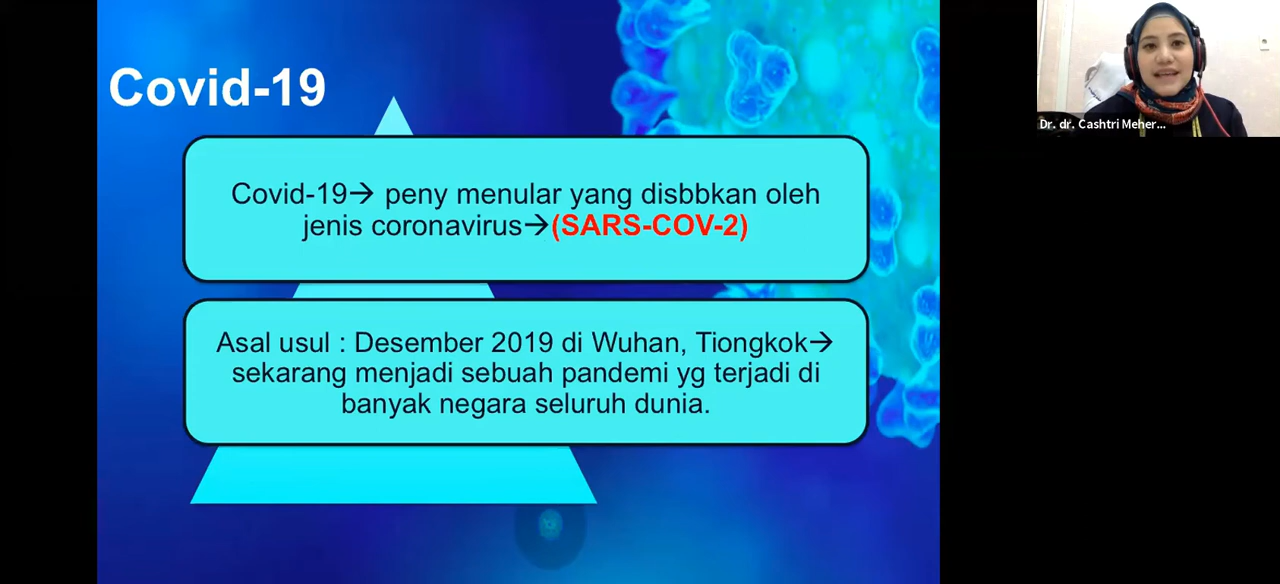 Covid-19
Covid-19→ peny menular yang disbbkan oleh
jenis coronavirus→(SARS-COV-2)
Asal usul : Desember 2019 di Wuhan, Tiongkok→
sekarang menjadi sebuah pandemi yg terjadi di
banyak negara seluruh dunia.
Dr. dr. Cashtri Meher...